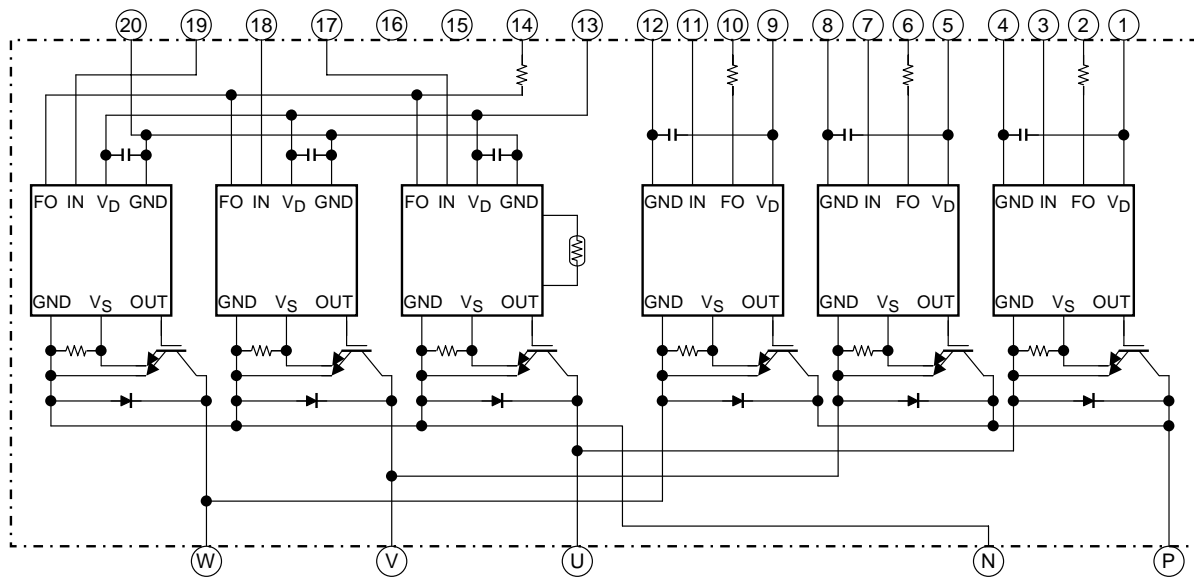 20 19 18 17 16 15 14 13 12 11 10 9 8 7 6 5 4 3 2 1
FO IN VD GND FO IN VD GND FO IN VD GND GND IN FO VD GND IN FO VD GND IN FO VD
GND VS OUT GND VS OUT GND VS OUT GND VS OUT GND VS OUT GND VS OUT
W V U N P